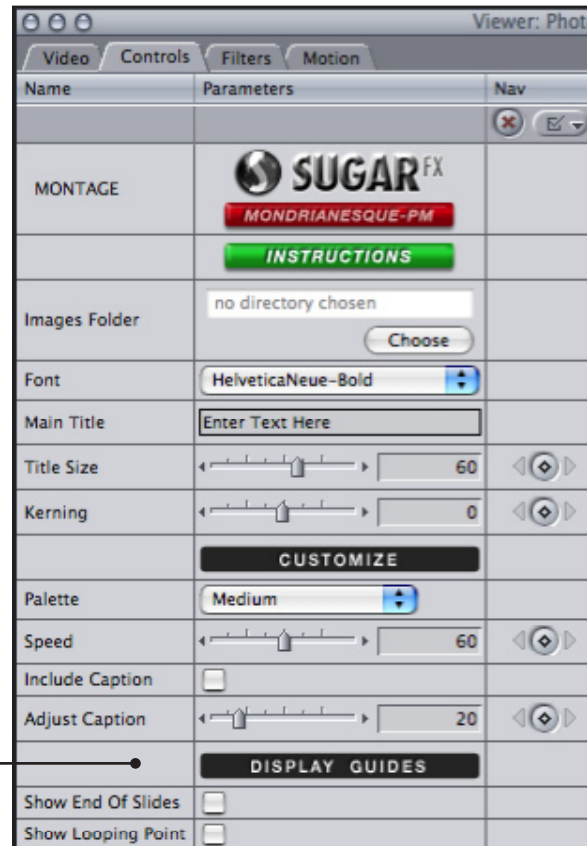 Viewer: Phot
Video Controls Filters Motion
Name Parameters Nav
MONTAGE
SUGAR FX
MONDRIANESQUE-PM
INSTRUCTIONS
Images Folder no directory chosen
Choose
Font HelveticaNeue-Bold
Main Title Enter Text Here
Title Size 60
Kerning 0
CUSTOMIZE
Palette Medium
Speed 60
Include Caption
Adjust Caption 20
DISPLAY GUIDES
Show End Of Slides
Show Looping Point